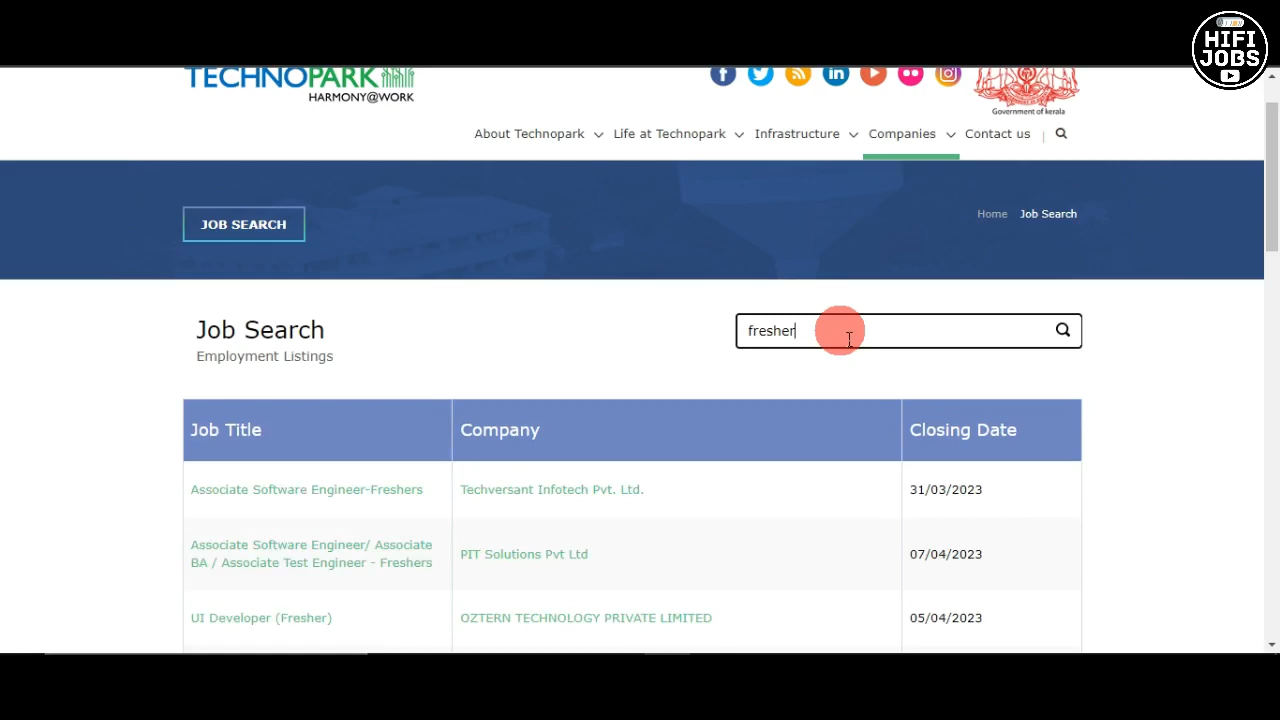 HIFI
JOBS
TECHNOPARK
HARMONY@WORK
Government of kerala
About Technopark Life at Technopark Infrastructure Companies Contact us
JOB SEARCH
Home Job Search
Job Search
fresher
Employment Listings
Job Title Company Closing Date
Associate Software Engineer-Freshers Techversant Infotech Pvt. Ltd. 31/03/2023
Associate Software Engineer/ Associate
BA / Associate Test Engineer - Freshers PIT Solutions Pvt Ltd 07/04/2023
UI Developer (Fresher) OZTERN TECHNOLOGY PRIVATE LIMITED 05/04/2023